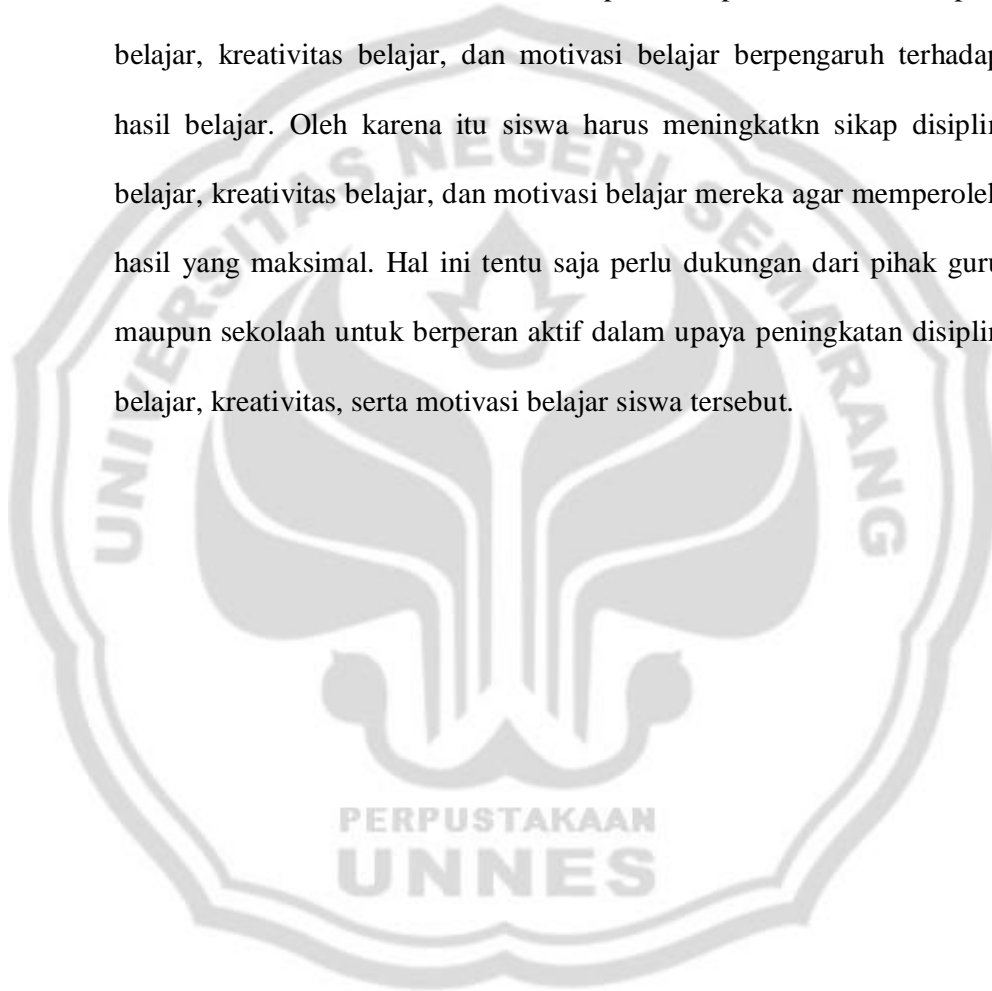 belajar, kreativitas belajar, dan motivasi belajar berpengaruh terhadap
hasil belajar. Oleh karena itu siswa harus meningkatkn sikap disiplin
belajar, kreativitas belajar, dan motivasi belajar mereka agar memperoleh
hasil yang maksimal. Hal ini tentu saja perlu dukungan dari pihak guru
maupun sekolaah untuk berperan aktif dalam upaya peningkatan disiplin
belajar, kreativitas, serta motivasi belajar siswa tersebut.
UNIVERSITAS NEGERI SEMARANG
PERPUSTAKAAN
UNNES